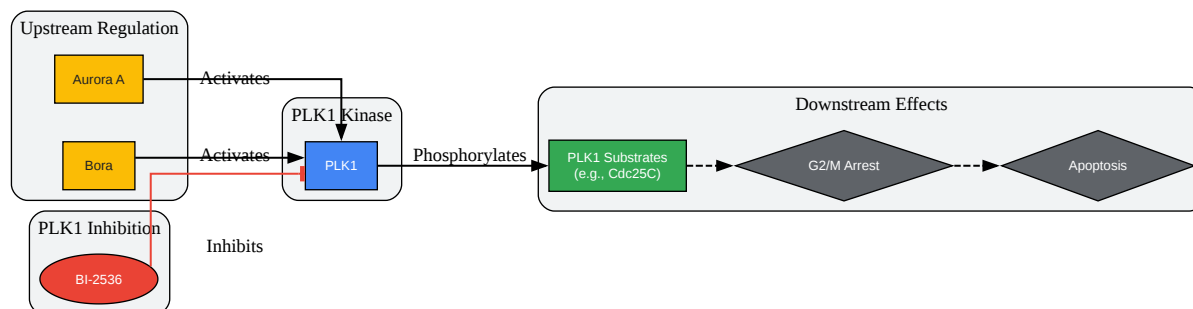 Upstream Regulation
Aurora A
Activates
Bora
Activates
PLK1 Kinase
PLK1
Phosphorylates
Downstream Effects
PLK1 Substrates
(e.g., Cdc25C)
G2/M Arrest
Apoptosis
PLK1 Inhibition
BI-2536
Inhibits